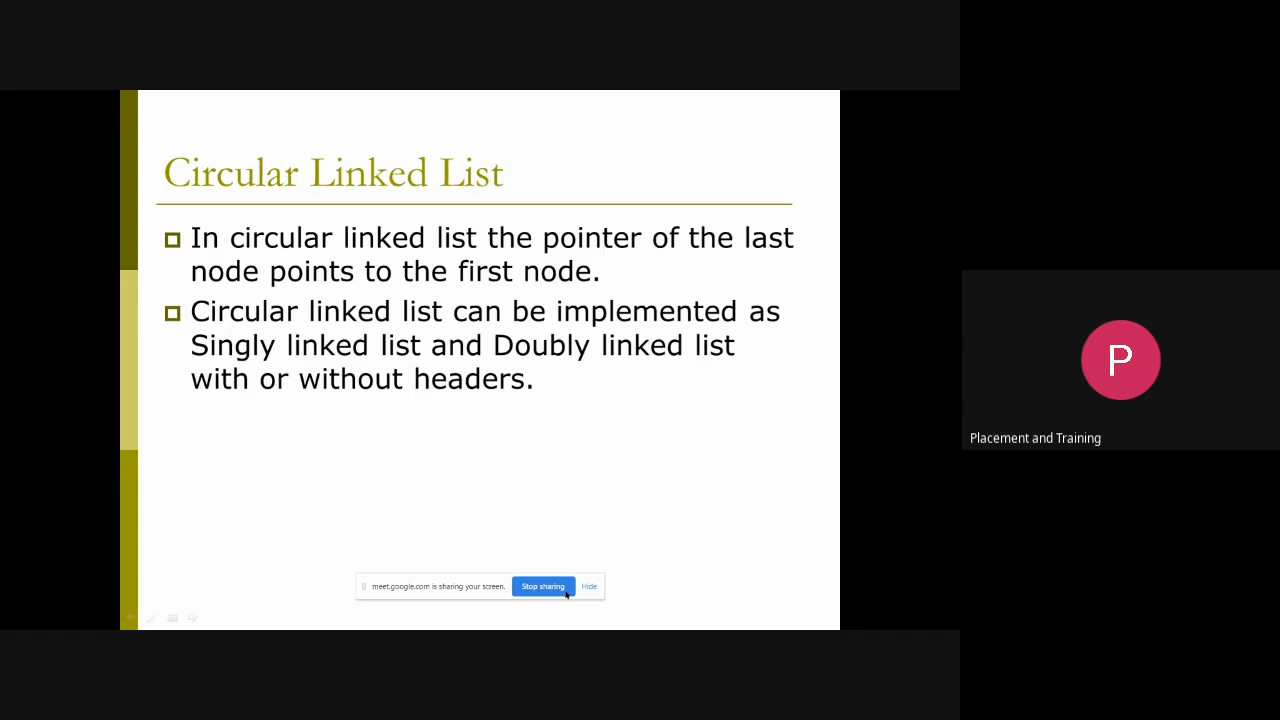 Circular Linked List
In circular linked list the pointer of the last
node points to the first node.
Circular linked list can be implemented as
Singly linked list and Doubly linked list
with or without headers.
meet.google.com is sharing your screen. Stop sharing Hide
P
Placement and Training